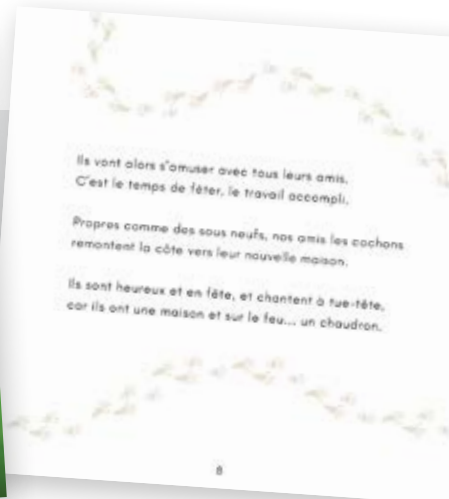 Ils vont alors s'amuser avec tous leurs amis.
C'est le temps de fêter, le travail accompli.
Propres comme des sous neufs, nos amis les cochons
remontent la côte vers leur nouvelle maison.
Ils sont heureux et en fête, et chantent à tue-tête,
car ils ont une maison et sur le feu... un chaudron.
8